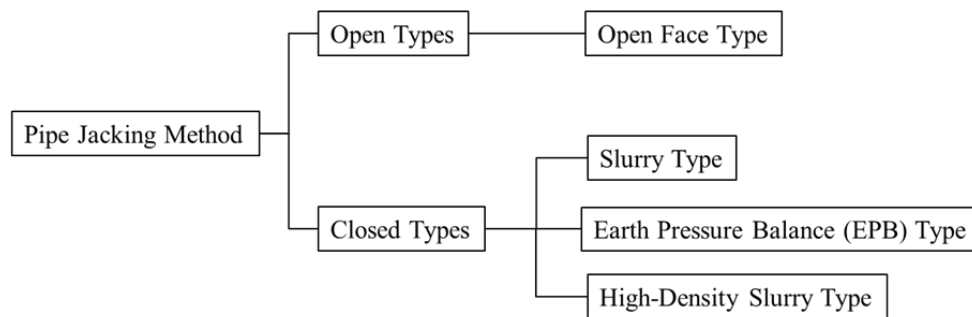 Open Types
Open Face Type
Pipe Jacking Method
Slurry Type
Closed Types
Earth Pressure Balance (EPB) Type
High-Density Slurry Type